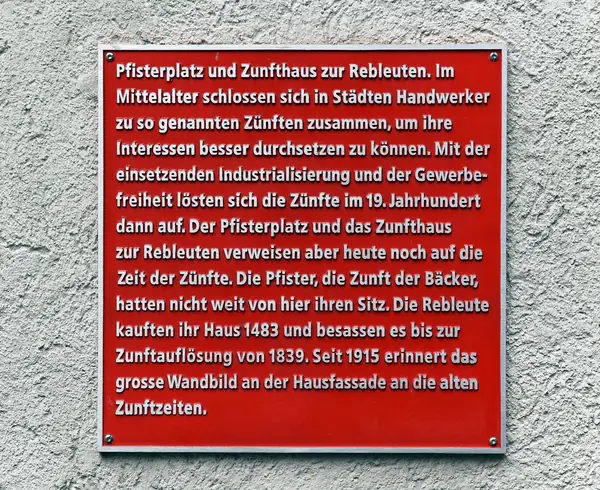 Pfisterplatz und Zunfthaus zur Rebleuten. Im
Mittelalter schlossen sich in Städten Handwerker
zu so genannten Zünften zusammen, um ihre
Interessen besser durchsetzen zu können. Mit der
einsetzenden Industrialisierung und der Gewerbe-
freiheit lösten sich die Zünfte im 19. Jahrhundert
dann auf. Der Pfisterplatz und das Zunfthaus
zur Rebleuten verweisen aber heute noch auf die
Zeit der Zünfte. Die Pfister, die Zunft der Bäcker,
hatten nicht weit von hier ihren Sitz. Die Rebleute
kauften ihr Haus 1483 und besassen es bis zur
Zunftauflösung von 1839. Seit 1915 erinnert das
grosse Wandbild an der Hausfassade an die alten
Zunftzeiten.